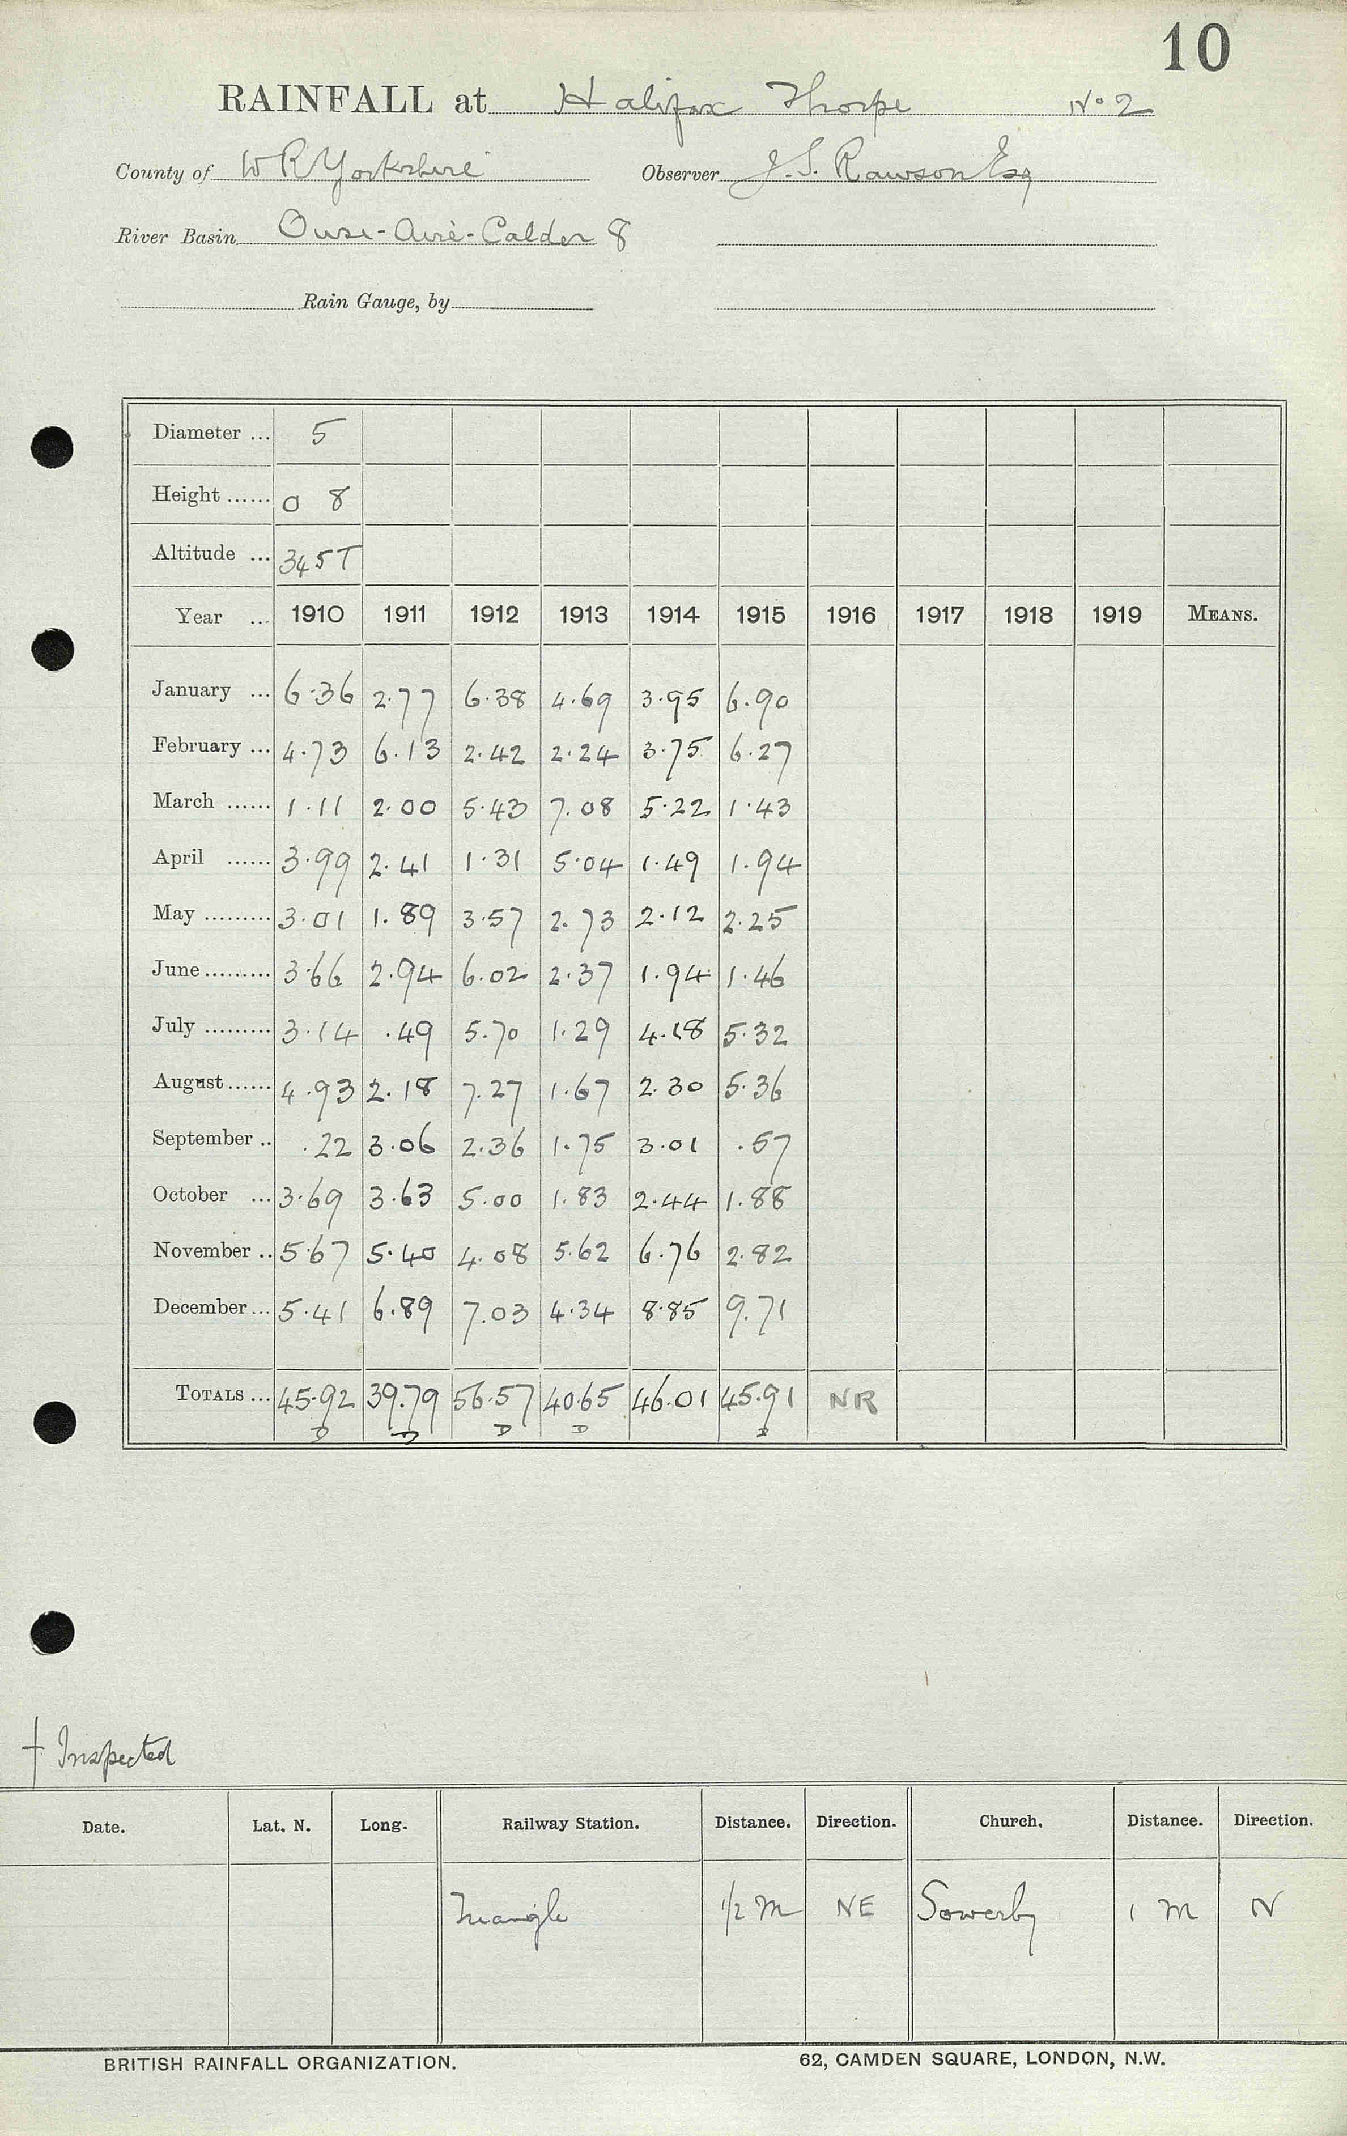 10
RAINFALL at Halifax Thorpe No 2
County of W R Yorkshire Observer J. S. Rawson Esq
River Basin Ouse-Aire-Calder 8
Rain Gauge, by
Diameter ... 5
Height ...... 0 8
Altitude ... 345T
Year ... 1910 1911 1912 1913 1914 1915 1916 1917 1918 1919 MEANS.
January ... 6.36 2.77 6.38 4.69 3.95 6.90
February ... 4.73 6.13 2.42 2.24 3.75 6.27
March ...... 1.11 2.00 5.43 7.08 5.22 1.43
April ...... 3.99 2.41 1.31 5.04 1.49 1.94
May ......... 3.01 1.89 3.57 2.73 2.12 2.25
June ......... 3.66 2.94 6.02 2.37 1.94 1.46
July ......... 3.14 .49 5.70 1.29 4.18 5.32
August ...... 4.93 2.18 7.27 1.67 2.30 5.36
September .. .22 3.06 2.36 1.75 3.01 .57
October ... 3.69 3.63 5.00 1.83 2.44 1.88
November .. 5.67 5.40 4.08 5.62 6.76 2.82
December ... 5.41 6.89 7.03 4.34 8.85 9.71
TOTALS ... 45.92 39.79 56.57 40.65 46.01 45.91 NR
D D D D
† Inspected
Date. Lat. N. Long. Railway Station. Distance. Direction. Church. Distance. Direction.
Triangle 1/2 M NE Sowerby 1 M N
BRITISH RAINFALL ORGANIZATION. 62, CAMDEN SQUARE, LONDON, N.W.